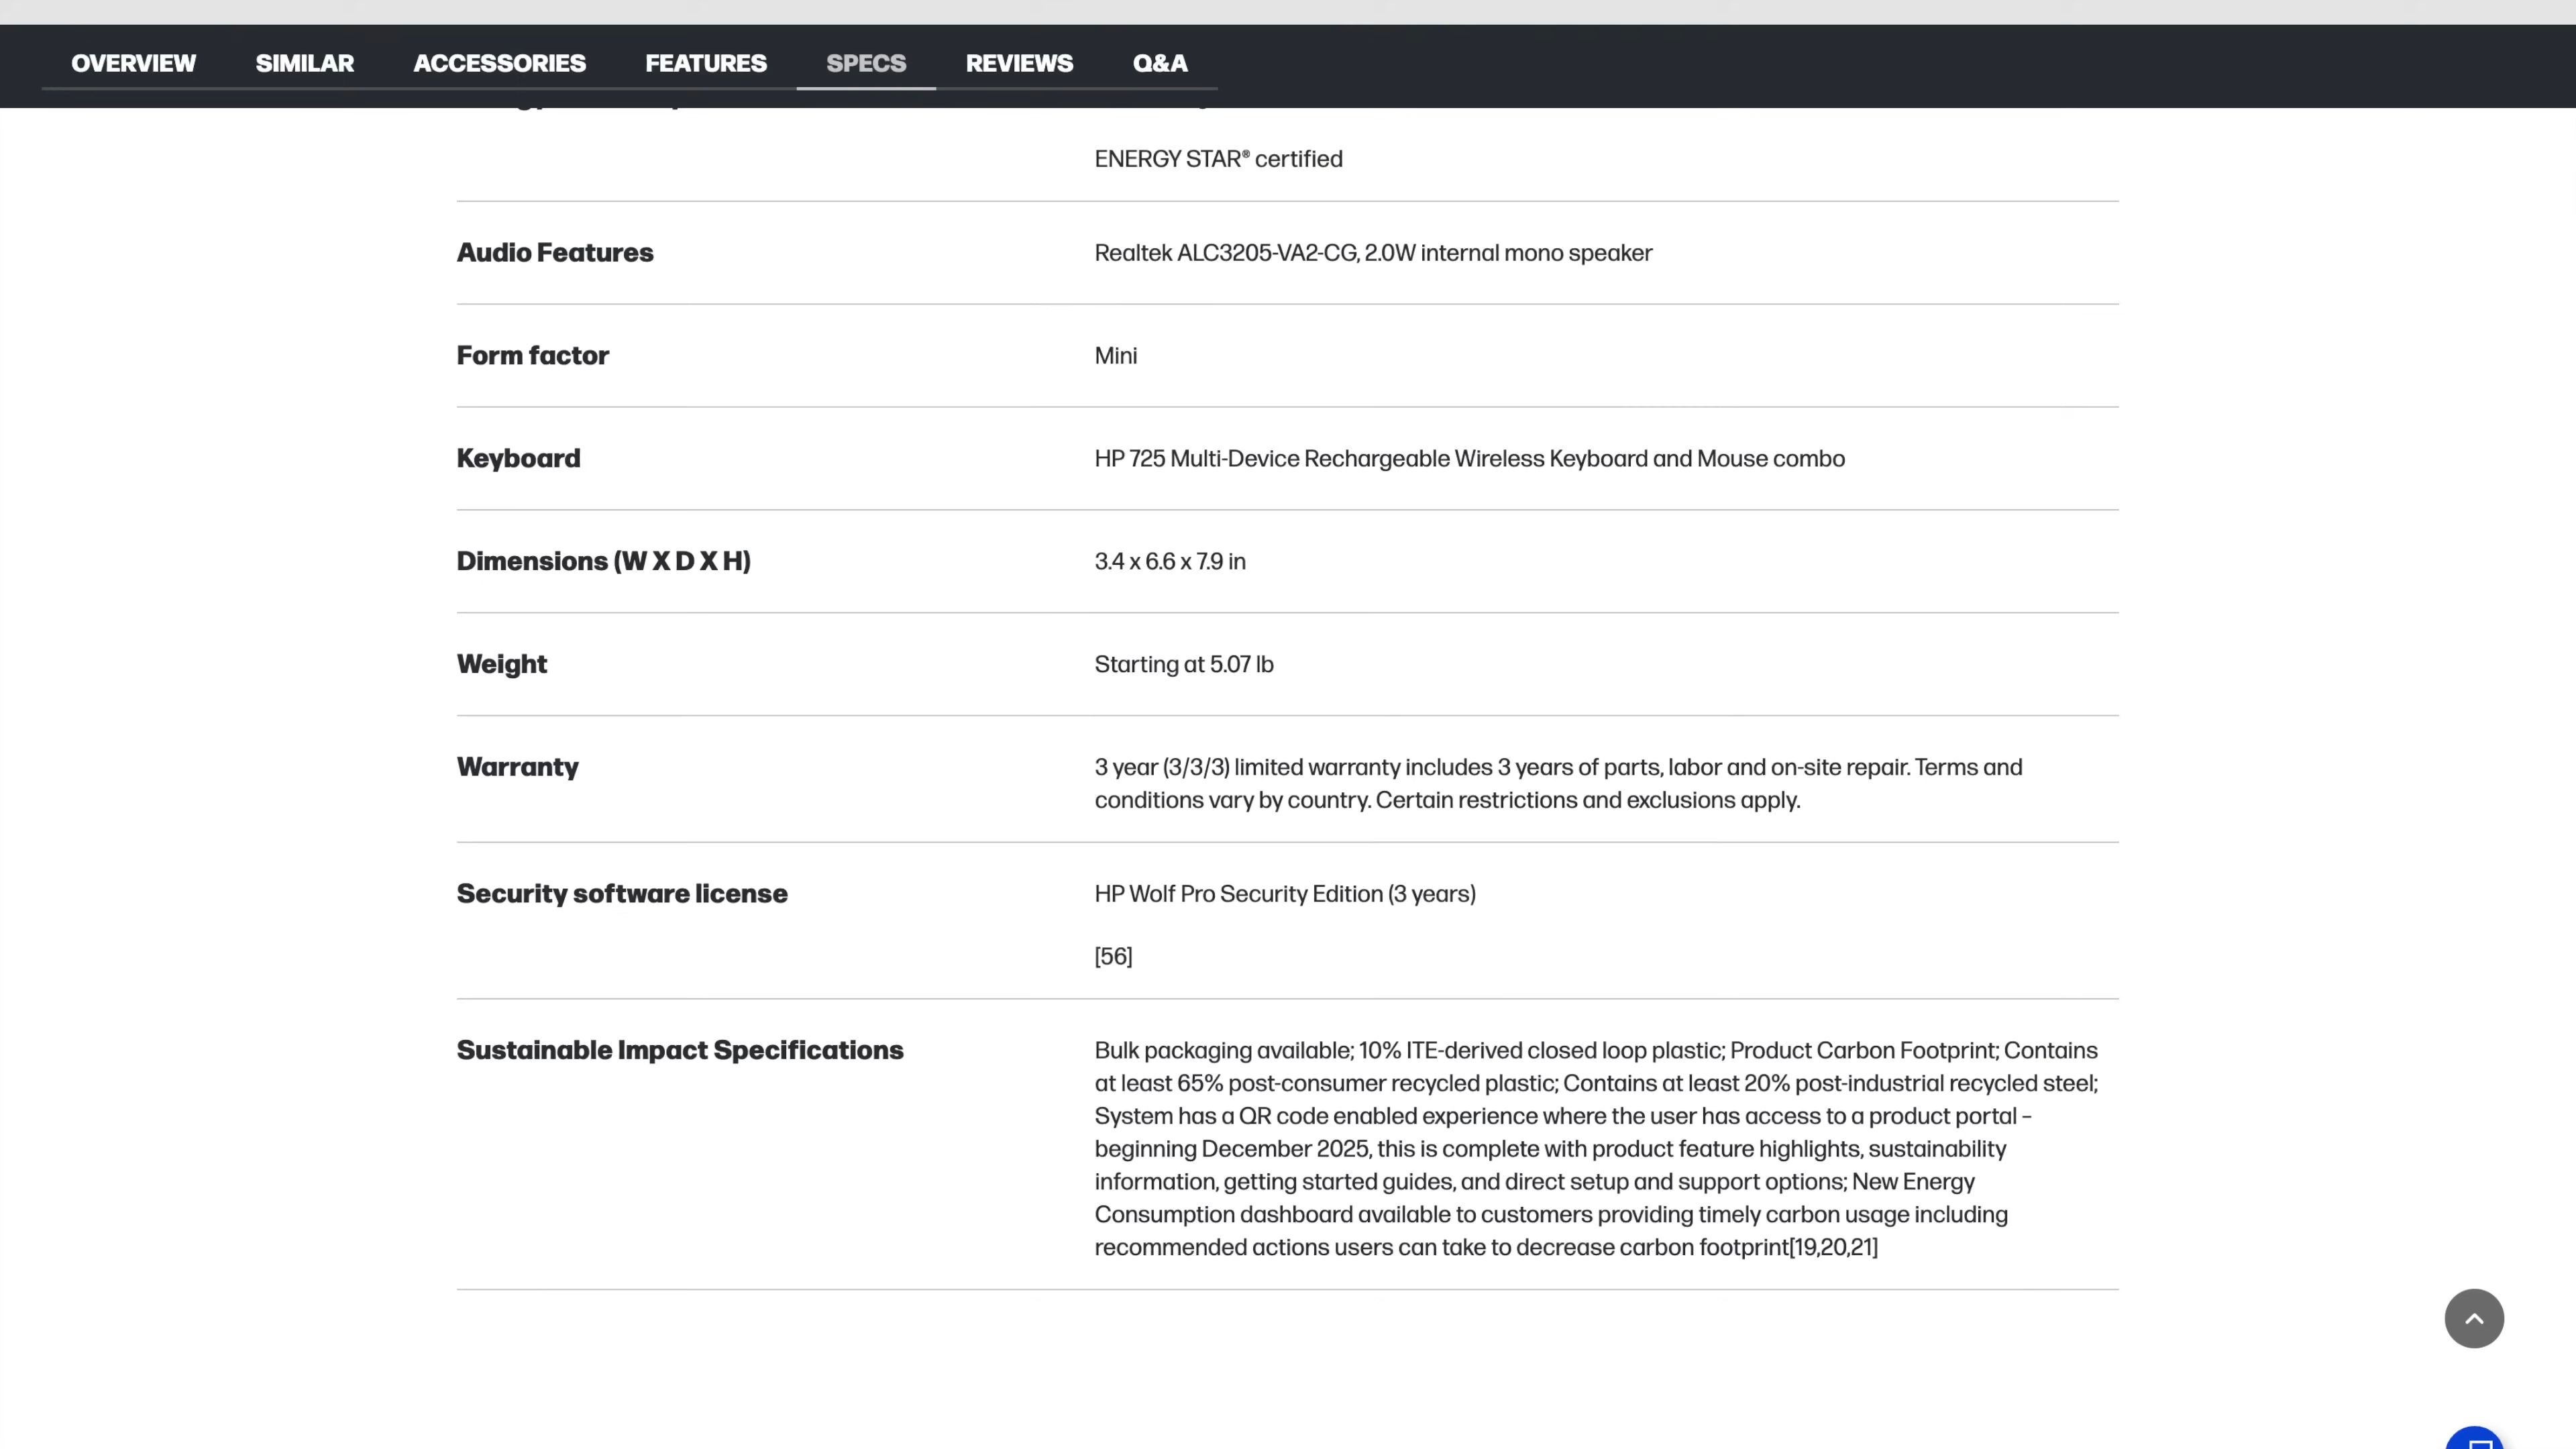 OVERVIEW SIMILAR ACCESSORIES FEATURES SPECS REVIEWS Q&A
ENERGY STAR® certified
Audio Features Realtek ALC3205-VA2-CG, 2.0W internal mono speaker
Form factor Mini
Keyboard HP 725 Multi-Device Rechargeable Wireless Keyboard and Mouse combo
Dimensions (W X D X H) 3.4 x 6.6 x 7.9 in
Weight Starting at 5.07 lb
Warranty 3 year (3/3/3) limited warranty includes 3 years of parts, labor and on-site repair. Terms and
conditions vary by country. Certain restrictions and exclusions apply.
Security software license HP Wolf Pro Security Edition (3 years)
[56]
Sustainable Impact Specifications Bulk packaging available; 10% ITE-derived closed loop plastic; Product Carbon Footprint; Contains
at least 65% post-consumer recycled plastic; Contains at least 20% post-industrial recycled steel;
System has a QR code enabled experience where the user has access to a product portal –
beginning December 2025, this is complete with product feature highlights, sustainability
information, getting started guides, and direct setup and support options; New Energy
Consumption dashboard available to customers providing timely carbon usage including
recommended actions users can take to decrease carbon footprint[19,20,21]